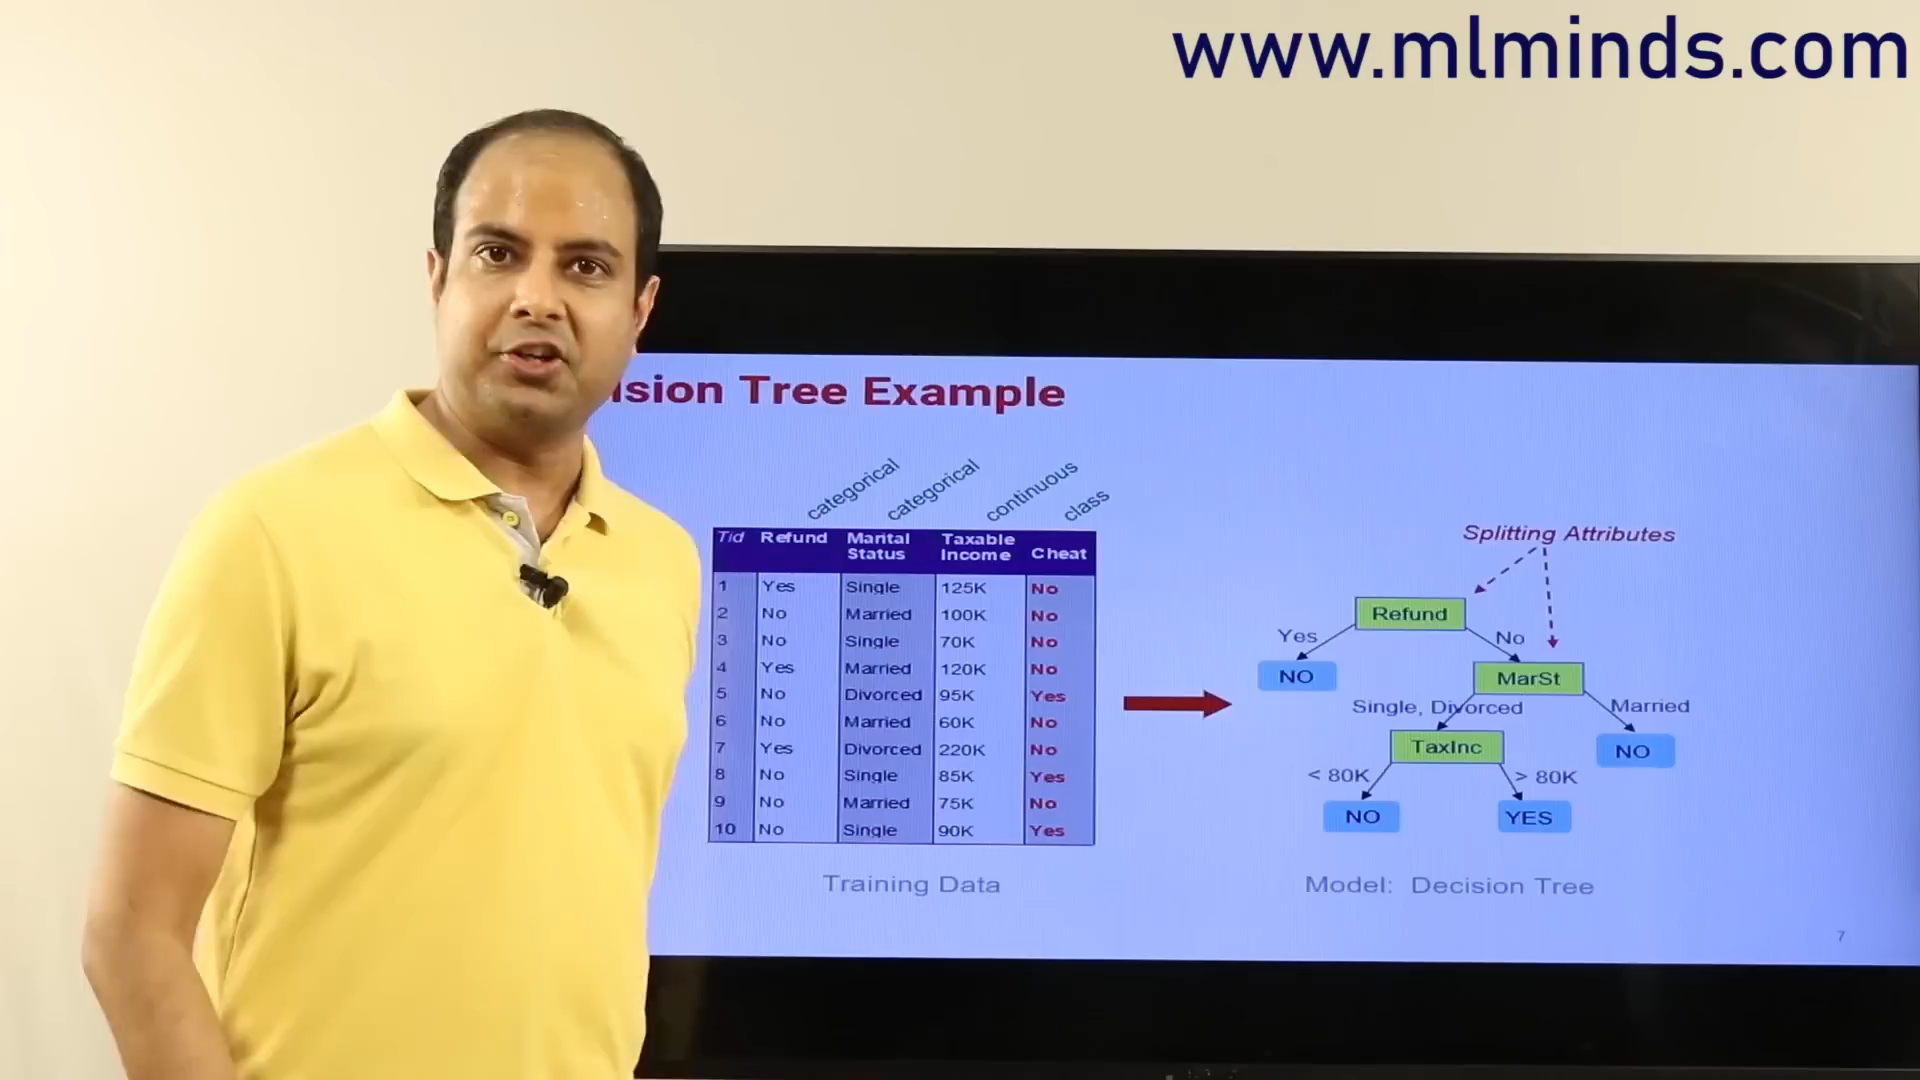 www.mlminds.com
ision Tree Example
categorical categorical continuous class
Tid Refund Marital Status Taxable Income Cheat
1 Yes Single 125K No
2 No Married 100K No
3 No Single 70K No
4 Yes Married 120K No
5 No Divorced 95K Yes
6 No Married 60K No
7 Yes Divorced 220K No
8 No Single 85K Yes
9 No Married 75K No
10 No Single 90K Yes
Training Data
Splitting Attributes
Refund
Yes No
NO MarSt
Single, Divorced Married
TaxInc NO
< 80K > 80K
NO YES
Model: Decision Tree
7